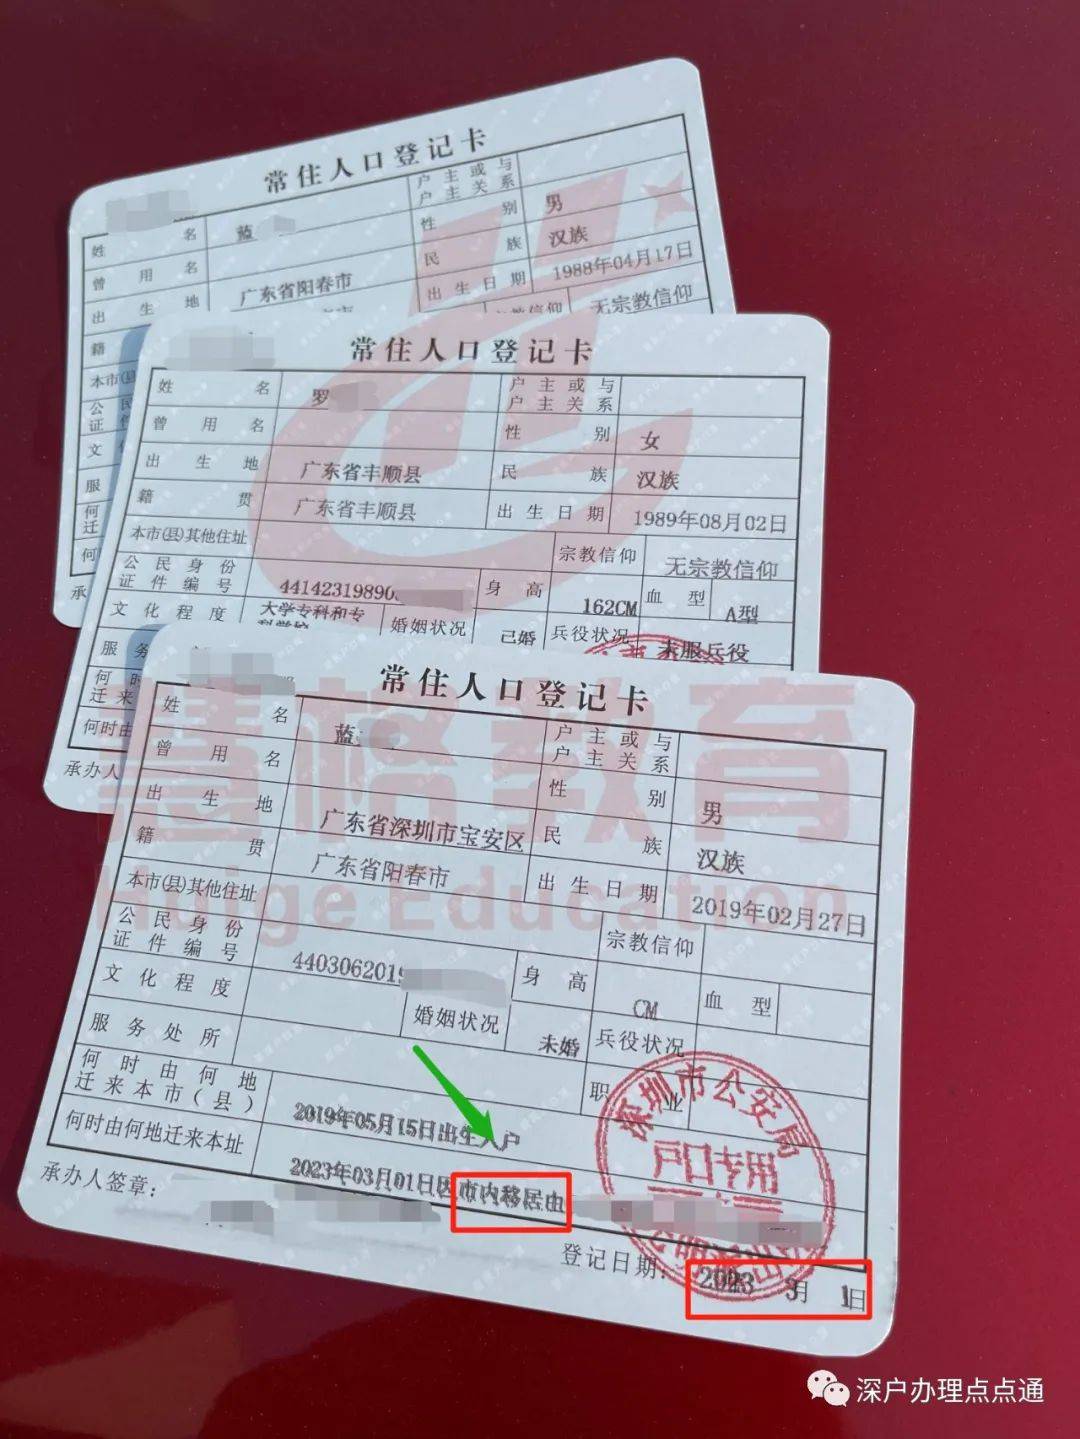 常住人口登记卡
姓名 蓝 户主或与户主关系
曾用名 性别 男
出生地 广东省阳春市 民族 汉族
籍 出生日期 1988年04月17日
本市(县 无宗教信仰
公民
证件
文
服
何
迁
何
承
常住人口登记卡
姓名 罗 户主或与户主关系
曾用名 性别 女
出生地 广东省丰顺县 民族 汉族
籍贯 广东省丰顺县 出生日期 1989年08月02日
本市(县)其他住址 宗教信仰 无宗教信仰
公民身份证件编号 44142319890 身高 162CM 血型 A型
文化程度 大学专科和专科学校 婚姻状况 已婚 兵役状况 未服兵役
服务
何时
迁来
何时由
承办人
常住人口登记卡
姓名 蓝 户主或与户主关系
曾用名 性别 男
出生地 广东省深圳市宝安区 民族 汉族
籍贯 广东省阳春市 出生日期 2019年02月27日
本市(县)其他住址 宗教信仰
公民身份证件编号 4403062019 身高 CM 血型
文化程度 婚姻状况 未婚 兵役状况
服务处所 职业
何时由何地迁来本市(县) 2019年05月15日出生入户
何时由何地迁来本址 2023年03月01日因市内移居由
承办人签章:
登记日期: 2023 3月 1日
深圳市公安局
户口专用
慧格教育
Huige Education
深户办理点点通